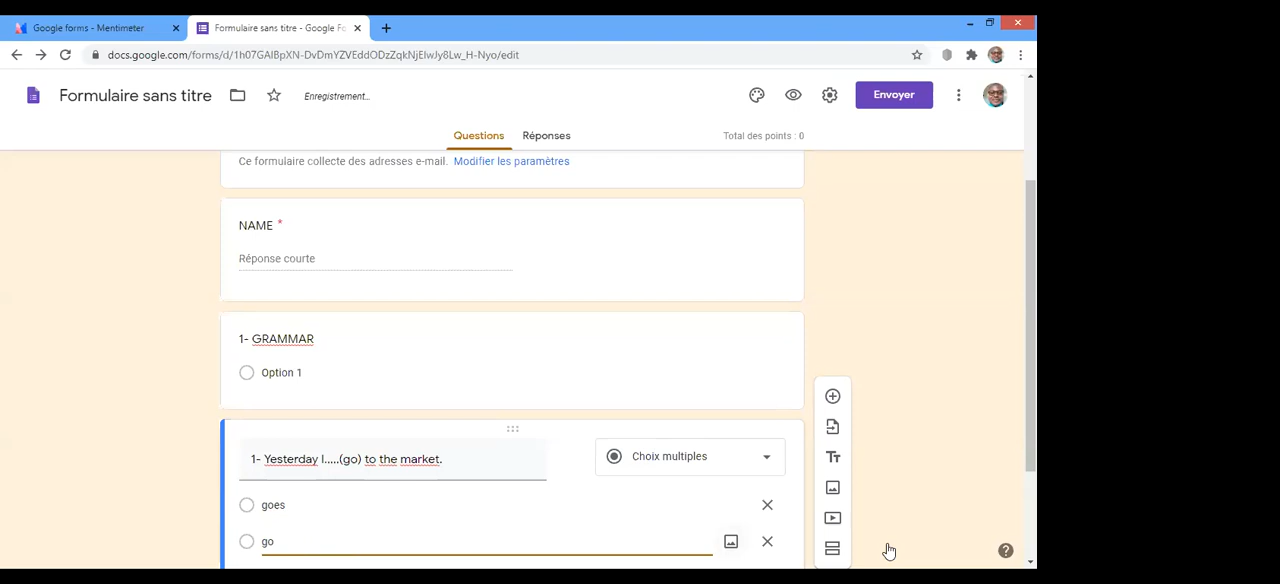 Google forms - Mentimeter
Formulaire sans titre - Google Fo
docs.google.com/forms/d/1h07GAlBpXN-DvDmYZVEddODzZqkNjElwJy8Lw_H-Nyo/edit
Formulaire sans titre
Enregistrement...
Envoyer
Questions
Réponses
Total des points : 0
Ce formulaire collecte des adresses e-mail. Modifier les paramètres
NAME *
Réponse courte
1- GRAMMAR
Option 1
1- Yesterday I.....(go) to the market.
Choix multiples
goes
go